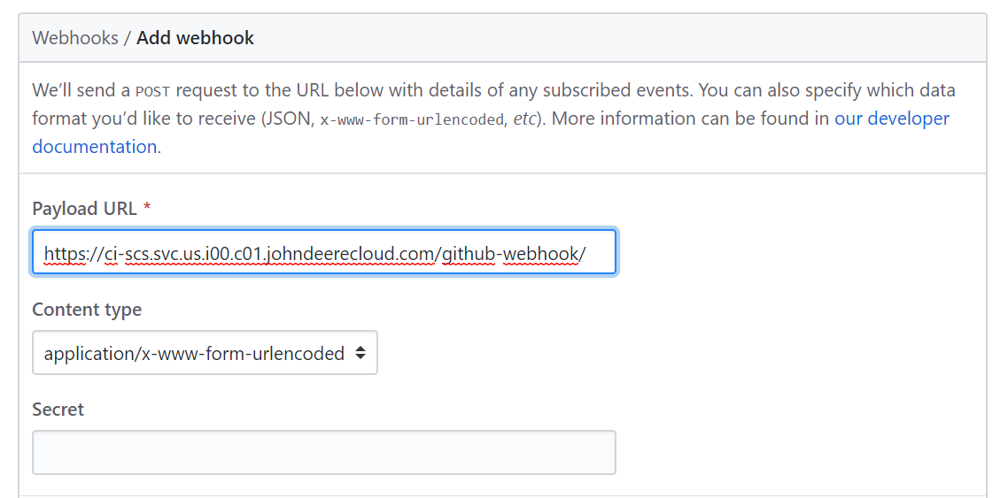 Webhooks / Add webhook
We’ll send a POST request to the URL below with details of any subscribed events. You can also specify which data
format you’d like to receive (JSON, x-www-form-urlencoded, etc). More information can be found in our developer
documentation.
Payload URL *
https://ci-scs.svc.us.i00.c01.johndeerecloud.com/github-webhook/
Content type
application/x-www-form-urlencoded
Secret